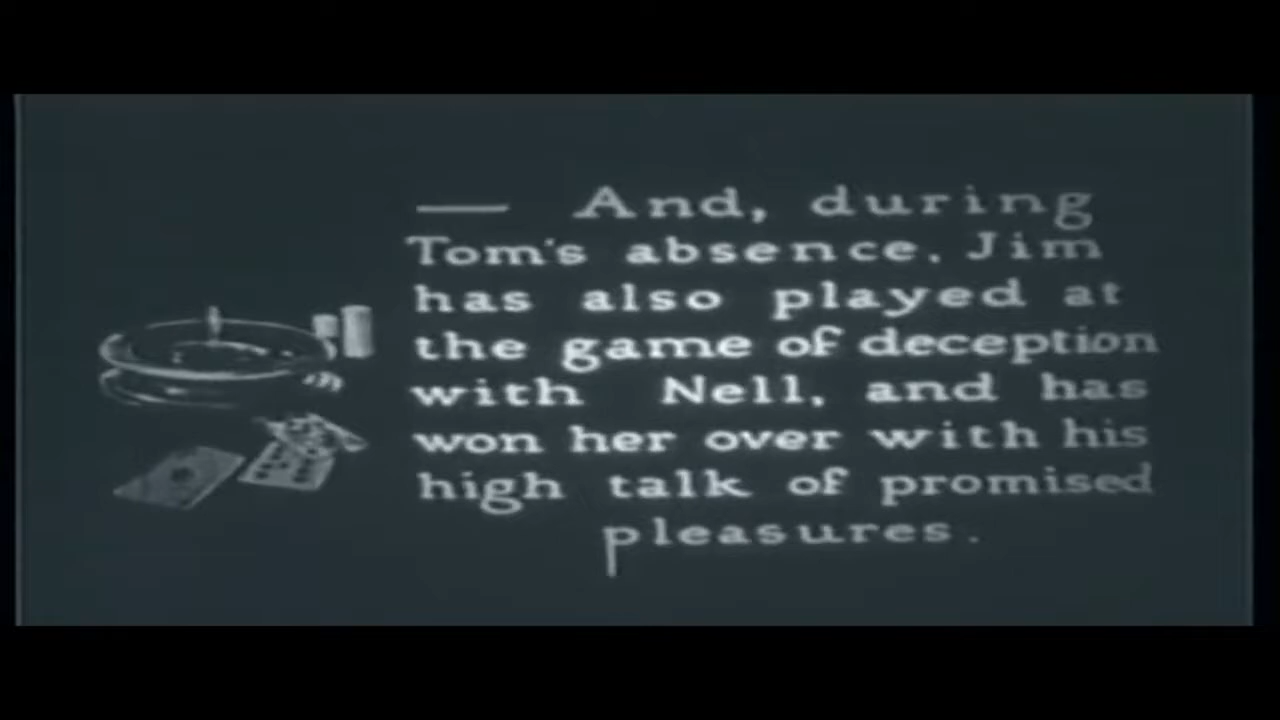 — And, during
Tom's absence, Jim
has also played at
the game of deception
with Nell, and has
won her over with his
high talk of promised
pleasures.